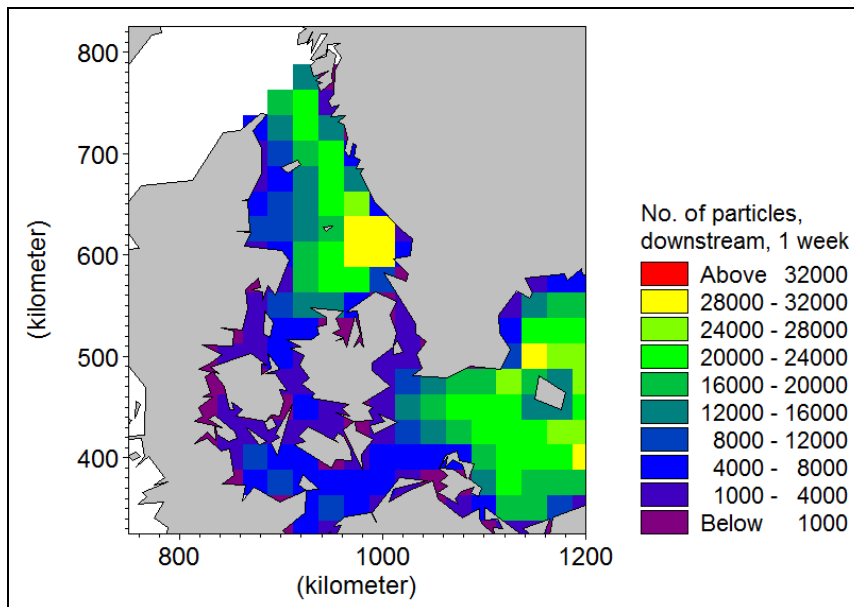 800
700
600
500
400
(kilometer)
800
1000
1200
(kilometer)
No. of particles,
downstream, 1 week
Above 32000
28000 - 32000
24000 - 28000
20000 - 24000
16000 - 20000
12000 - 16000
8000 - 12000
4000 - 8000
1000 - 4000
Below 1000